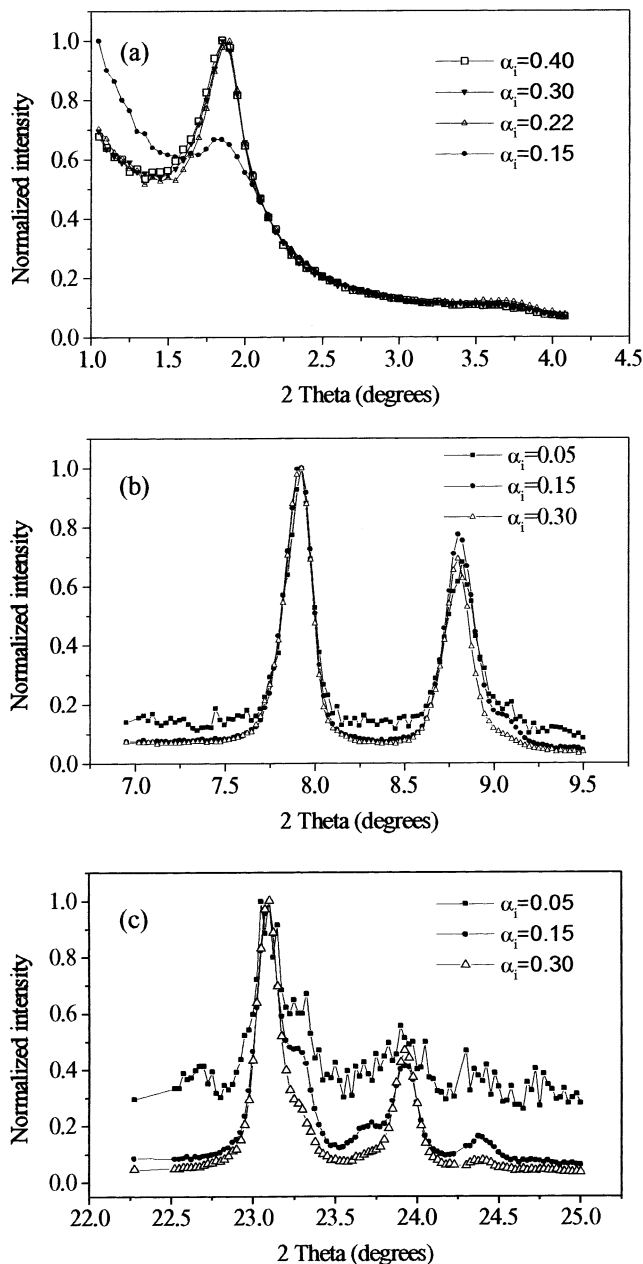 (a)
αi=0.40
αi=0.30
αi=0.22
αi=0.15
Normalized intensity
1.0
0.8
0.6
0.4
0.2
0.0
1.0 1.5 2.0 2.5 3.0 3.5 4.0 4.5
2 Theta (degrees)
(b)
αi=0.05
αi=0.15
αi=0.30
Normalized intensity
1.0
0.8
0.6
0.4
0.2
0.0
7.0 7.5 8.0 8.5 9.0 9.5
2 Theta (degrees)
(c)
αi=0.05
αi=0.15
αi=0.30
Normalized intensity
1.0
0.8
0.6
0.4
0.2
0.0
22.0 22.5 23.0 23.5 24.0 24.5 25.0
2 Theta (degrees)